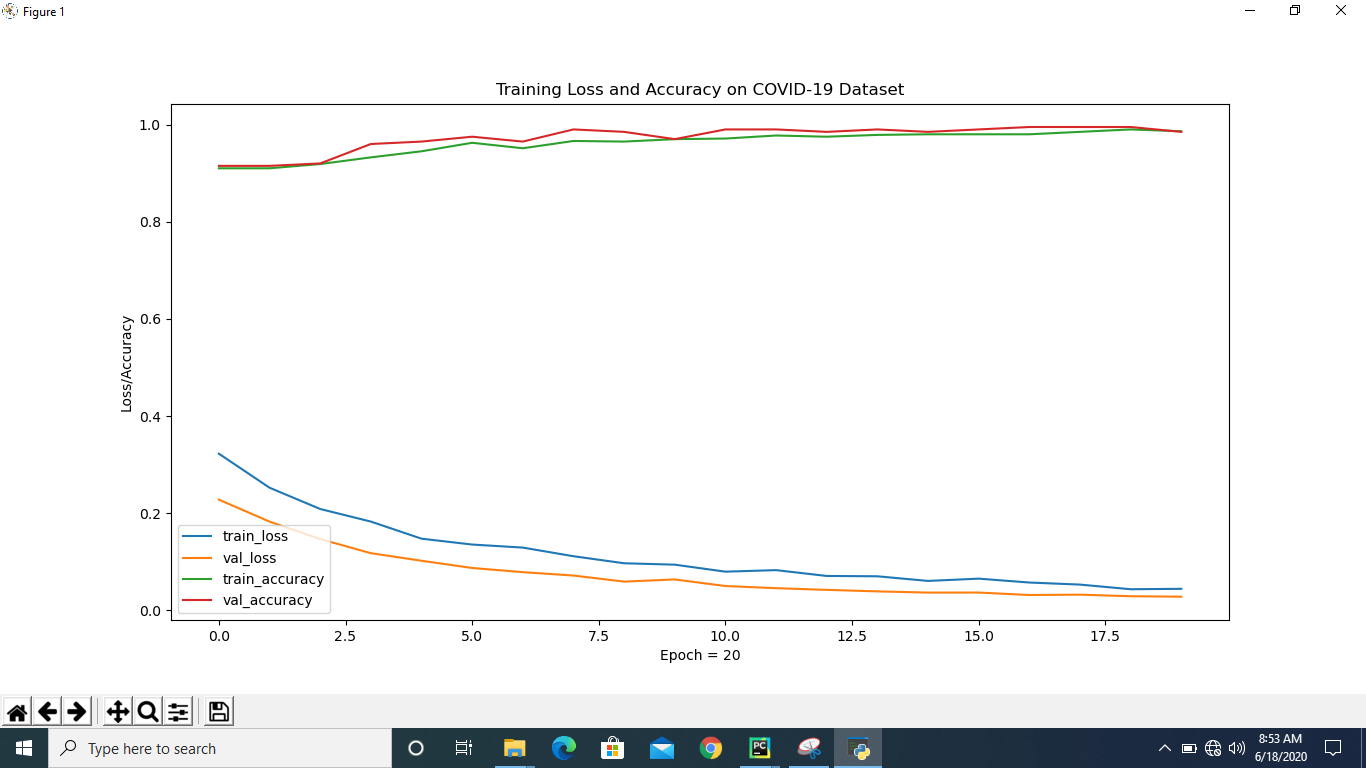 Figure 1
Training Loss and Accuracy on COVID-19 Dataset
1.0
0.8
0.6
0.4
0.2
0.0
Loss/Accuracy
train_loss
val_loss
train_accuracy
val_accuracy
0.0 2.5 5.0 7.5 10.0 12.5 15.0 17.5
Epoch = 20
Type here to search
PC
8:53 AM
6/18/2020